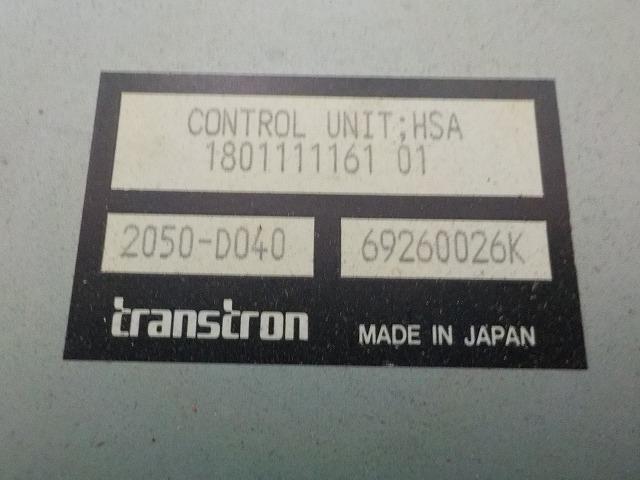 CONTROL UNIT;HSA
1801111161 01
2050-D040
69260026K
transtron
MADE IN JAPAN